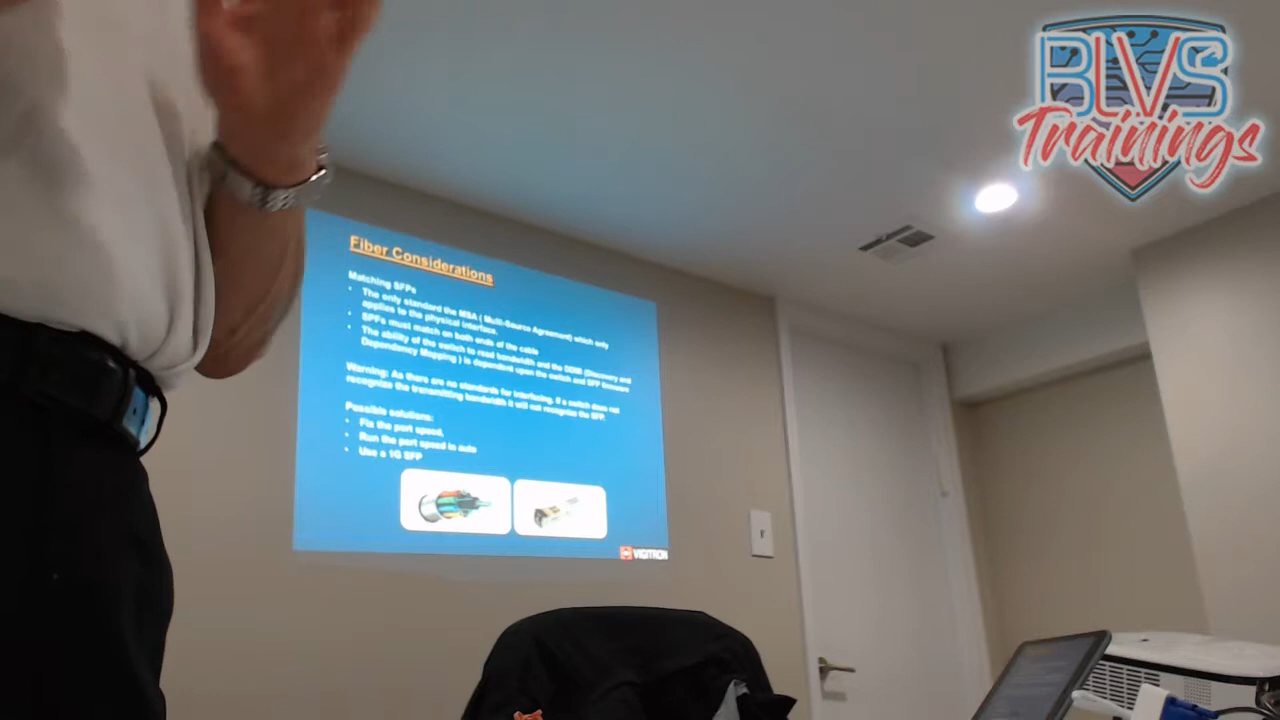 BLVS
Trainings
Fiber Considerations
Matching SFPs
• The only standard the MSA ( Multi-Source Agreement) which only
applies to the physical interface.
• SPFs must match on both ends of the cable
• The ability of the switch to read bandwidth and the DDM (Discovery and
Dependency Mopping ) is dependent upon the switch and SFP firmware
Warning: As there are no standards for interfacing, if a switch does not
recognize the transmitting bandwidth it will not recognize the SFP.
Possible solutions:
• Fix the port speed,
• Run the port speed in auto
• Use a 1G SFP
VIGITRON